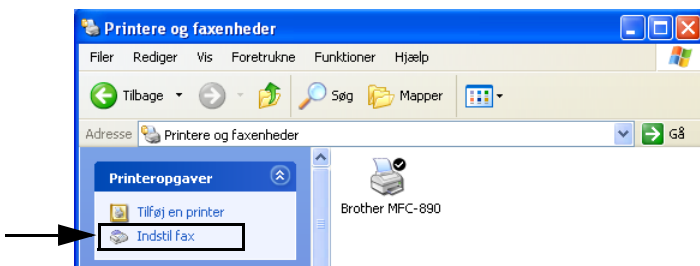 Printere og faxenheder
Filer Rediger Vis Foretrukne Funktioner Hjælp
Tilbage Søg Mapper
Adresse Printere og faxenheder Gå
Printeropgaver
Tilføj en printer
Indstil fax
Brother MFC-890